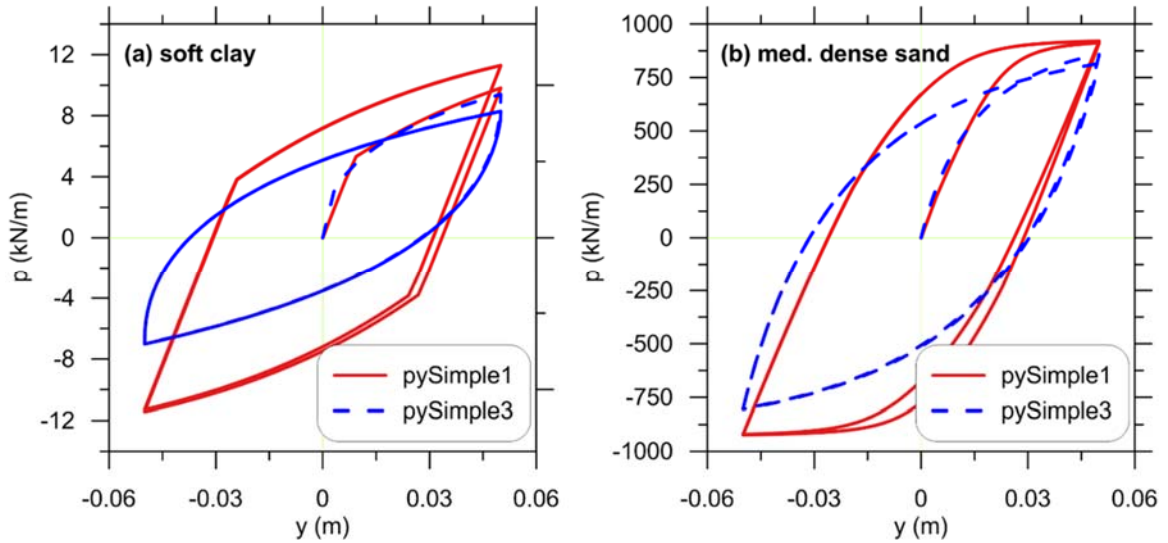 (a) soft clay
12
8
4
0
-4
-8
-12
p (kN/m)
pySimple1
pySimple3
-0.06
-0.03
0
0.03
0.06
y (m)
(b) med. dense sand
1000
750
500
250
0
-250
-500
-750
-1000
p (kN/m)
pySimple1
pySimple3
-0.06
-0.03
0
0.03
0.06
y (m)